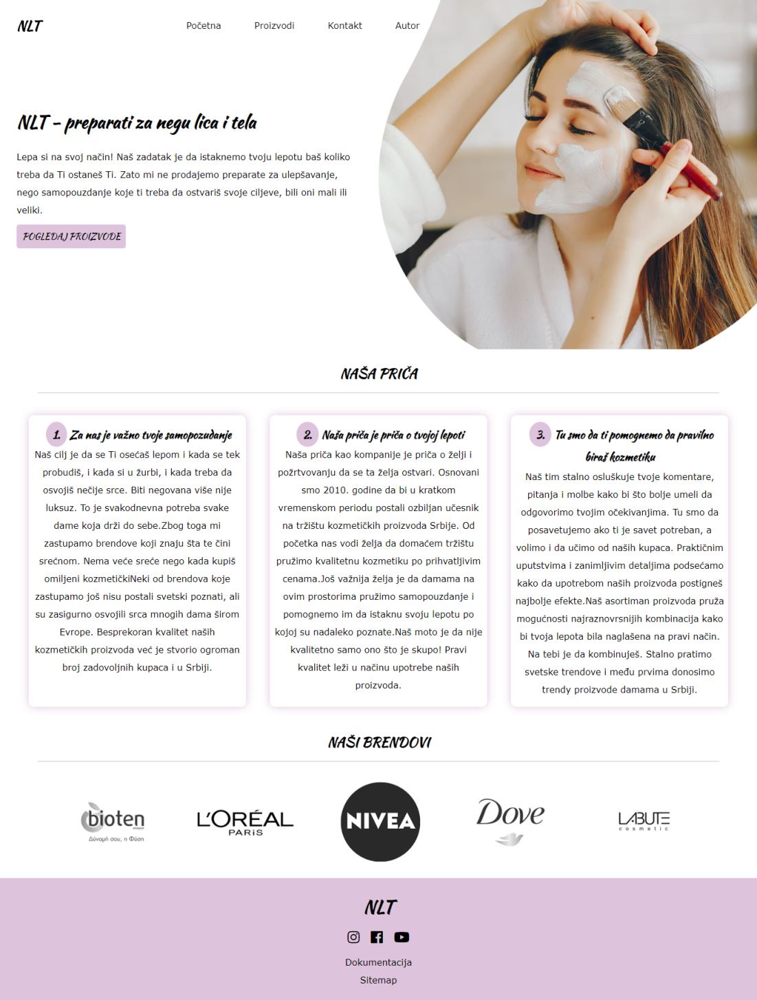 NLT
Početna Proizvodi Kontakt Autor
NLT - preparati za negu lica i tela
Lepa si na svoj način! Naš zadatak je da istaknemo tvoju lepotu baš koliko
treba da Ti ostaneš Ti. Zato mi ne prodajemo preparate za ulepšavanje,
nego samopouzdanje koje ti treba da ostvariš svoje ciljeve, bili oni mali ili
veliki.
POGLEDAJ PROIZVODE
NAŠA PRIČA
1. Za nas je važno tvoje samopozudanje
Naš cilj je da se Ti osećaš lepom i kada se tek
probudiš, i kada si u žurbi, i kada treba da
osvojiš nečije srce. Biti negovana više nije
luksuz. To je svakodnevna potreba svake
dame koja drži do sebe.Zbog toga mi
zastupamo brendove koji znaju šta te čini
srećnom. Nema veće sreće nego kada kupiš
omiljeni kozmetičkiNeki od brendova koje
zastupamo još nisu postali svetski poznati, ali
su zasigurno osvojili srca mnogih dama širom
Evrope. Besprekoran kvalitet naših
kozmetičkih proizvoda već je stvorio ogroman
broj zadovoljnih kupaca i u Srbiji.
2. Naša priča je priča o tvojoj lepoti
Naša priča kao kompanije je priča o želji i
požrtvovanju da se ta želja ostvari. Osnovani
smo 2010. godine da bi u kratkom
vremenskom periodu postali ozbiljan učesnik
na tržištu kozmetičkih proizvoda Srbije. Od
početka nas vodi želja da domaćem tržištu
pružimo kvalitetnu kozmetiku po prihvatljivim
cenama.Još važnija želja je da damama na
ovim prostorima pružimo samopouzdanje i
pomognemo im da istaknu svoju lepotu po
kojoj su nadaleko poznate.Naš moto je da nije
kvalitetno samo ono što je skupo! Pravi
kvalitet leži u načinu upotrebe naših
proizvoda.
3. Tu smo da ti pomognemo da pravilno
biraš kozmetiku
Naš tim stalno osluškuje tvoje komentare,
pitanja i molbe kako bi što bolje umeli da
odgovorimo tvojim očekivanjima. Tu smo da
posavetujemo ako ti je savet potreban, a
volimo i da učimo od naših kupaca. Praktičnim
uputstvima i zanimljivim detaljima podsećamo
kako da upotrebom naših proizvoda postigneš
najbolje efekte.Naš asortiman proizvoda pruža
mogućnosti najraznovrsnijih kombinacija kako
bi tvoja lepota bila naglašena na pravi način.
Na tebi je da kombinuješ. Stalno pratimo
svetske trendove i među prvima donosimo
trendy proizvode damama u Srbiji.
NAŠI BRENDOVI
bioten
Δύναμή σου, η Φύση
L'ORÉAL
PARiS
NIVEA
Dove
LABUTE
cosmetic
NLT
Dokumentacija
Sitemap